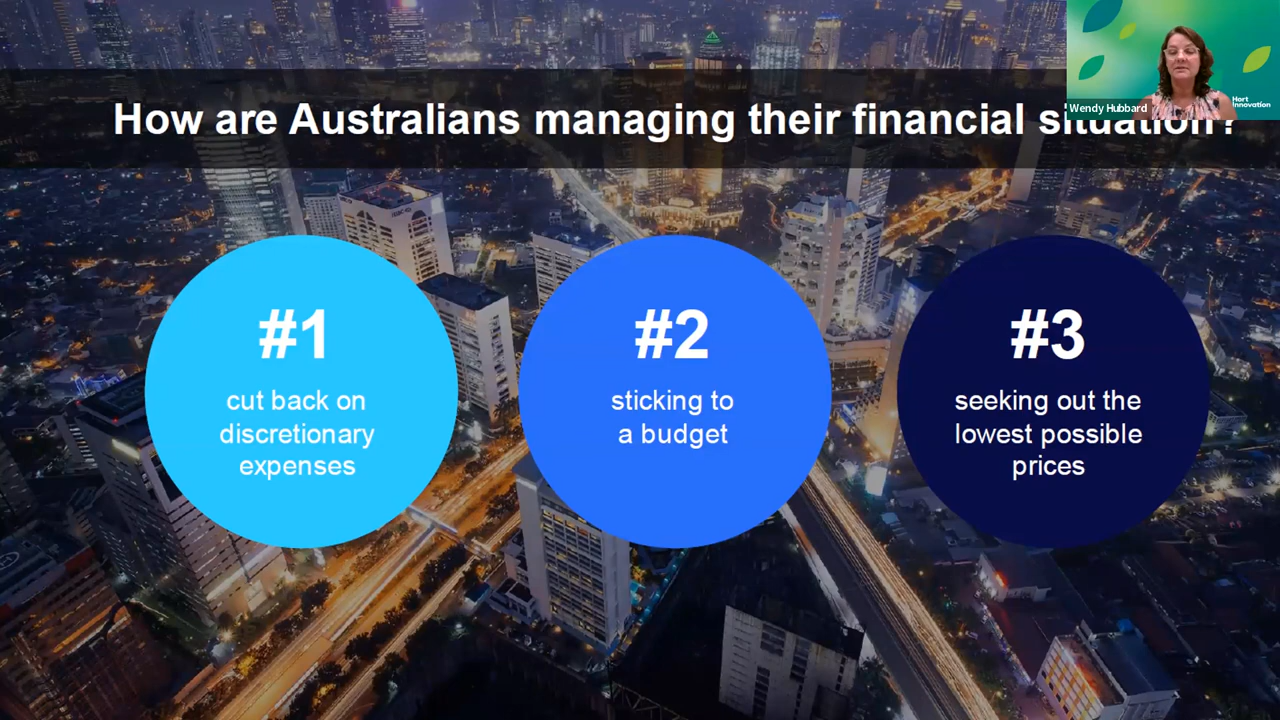 How are Australians managing their financial situation?
Wendy Hubbard
Hort
Innovation
#1
cut back on
discretionary
expenses
#2
sticking to
a budget
#3
seeking out the
lowest possible
prices